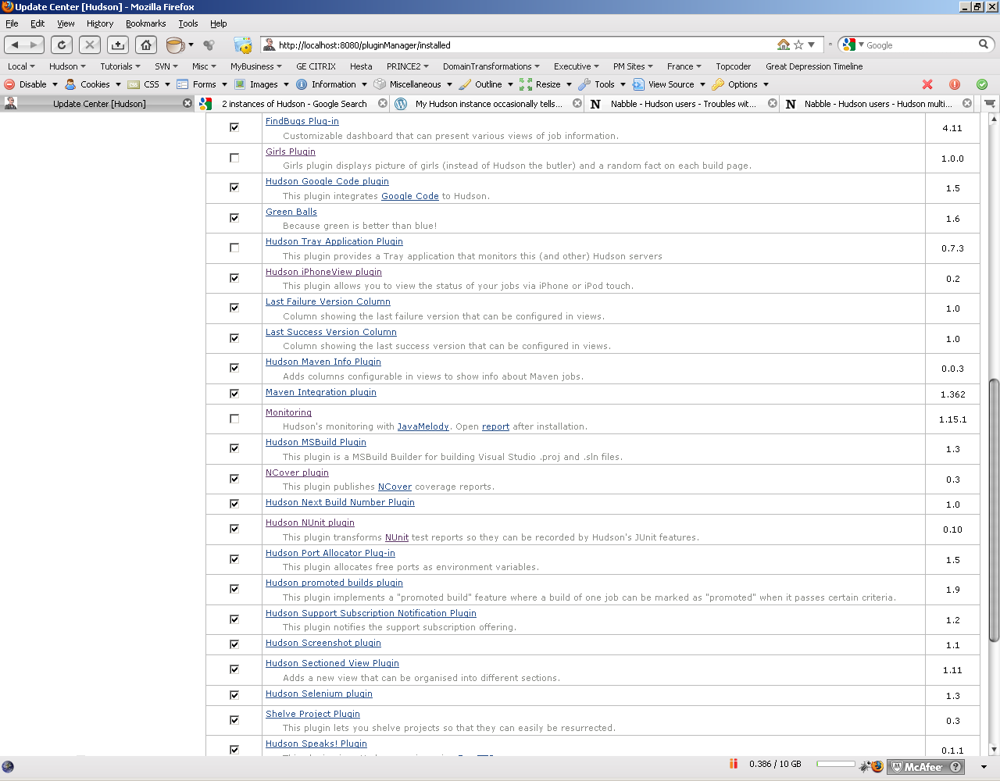 Update Center [Hudson] - Mozilla Firefox
File Edit View History Bookmarks Tools Help
http://localhost:8080/pluginManager/installed
Google
Local Hudson Tutorials SVN Misc MyBusiness GE CITRIX Hesta PRINCE2 DomainTransformations Executive PM Sites France Topcoder Great Depression Timeline
Disable Cookies CSS Forms Images Information Miscellaneous Outline Resize Tools View Source Options
Update Center [Hudson] 2 instances of Hudson - Google Search My Hudson instance occasionally tells... Nabble - Hudson users - Troubles wit... Nabble - Hudson users - Hudson multi...
FindBugs Plug-in
Customizable dashboard that can present various views of job information.
4.11
Girls Plugin
Girls plugin displays picture of girls (instead of Hudson the butler) and a random fact on each build page.
1.0.0
Hudson Google Code plugin
This plugin integrates Google Code to Hudson.
1.5
Green Balls
Because green is better than blue!
1.6
Hudson Tray Application Plugin
This plugin provides a Tray application that monitors this (and other) Hudson servers
0.7.3
Hudson iPhoneView plugin
This plugin allows you to view the status of your jobs via iPhone or iPod touch.
0.2
Last Failure Version Column
Column showing the last failure version that can be configured in views.
1.0
Last Success Version Column
Column showing the last success version that can be configured in views.
1.0
Hudson Maven Info Plugin
Adds columns configurable in views to show info about Maven jobs.
0.0.3
Maven Integration plugin
1.362
Monitoring
Hudson's monitoring with JavaMelody. Open report after installation.
1.15.1
Hudson MSBuild Plugin
This plugin is a MSBuild Builder for building Visual Studio .proj and .sln files.
1.3
NCover plugin
This plugin publishes NCover coverage reports.
0.3
Hudson Next Build Number Plugin
1.0
Hudson NUnit plugin
This plugin transforms NUnit test reports so they can be recorded by Hudson's JUnit features.
0.10
Hudson Port Allocator Plug-in
This plugin allocates free ports as environment variables.
1.5
Hudson promoted builds plugin
This plugin implements a "promoted build" feature where a build of one job can be marked as "promoted" when it passes certain criteria.
1.9
Hudson Support Subscription Notification Plugin
This plugin notifies the support subscription offering.
1.2
Hudson Screenshot plugin
1.1
Hudson Sectioned View Plugin
Adds a new view that can be organised into different sections.
1.11
Hudson Selenium plugin
1.3
Shelve Project Plugin
This plugin lets you shelve projects so that they can easily be resurrected.
0.3
Hudson Speaks! Plugin
0.1.1
0.386 / 10 GB
McAfee